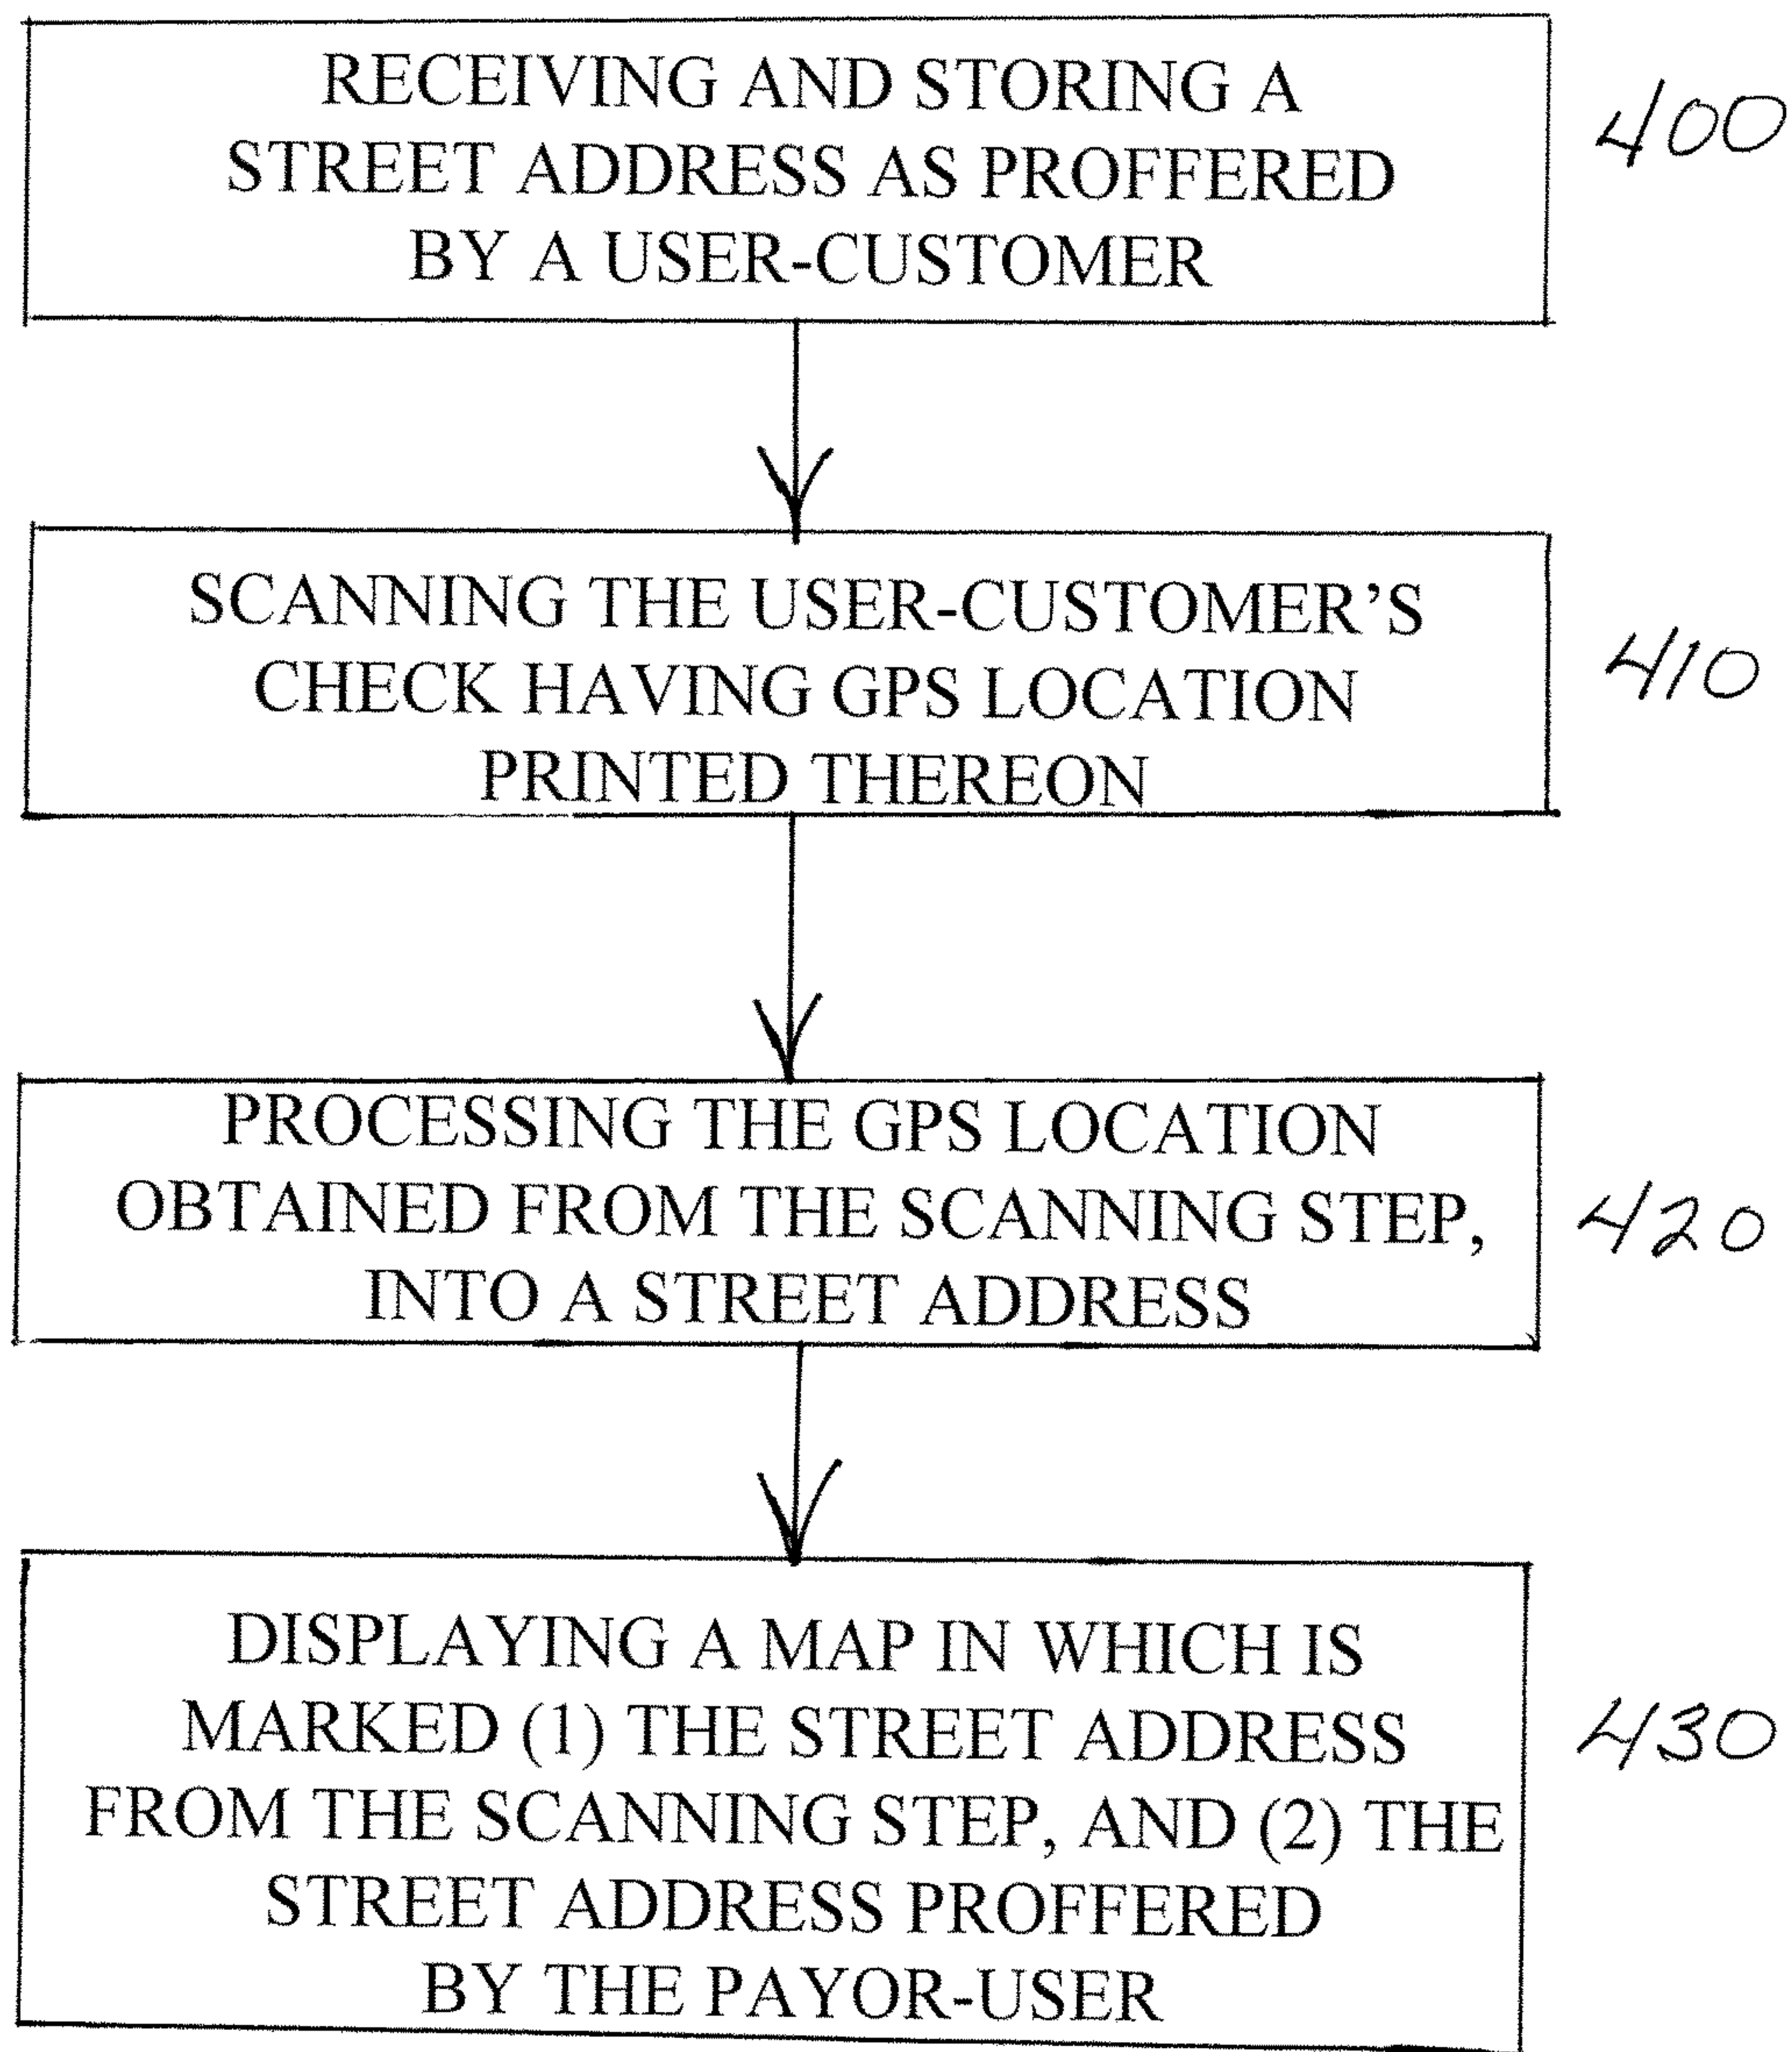 RECEIVING AND STORING A
STREET ADDRESS AS PROFFERED
BY A USER-CUSTOMER
400
SCANNING THE USER-CUSTOMER’S
CHECK HAVING GPS LOCATION
PRINTED THEREON
410
PROCESSING THE GPS LOCATION
OBTAINED FROM THE SCANNING STEP,
INTO A STREET ADDRESS
420
DISPLAYING A MAP IN WHICH IS
MARKED (1) THE STREET ADDRESS
FROM THE SCANNING STEP, AND (2) THE
STREET ADDRESS PROFFERED
BY THE PAYOR-USER
430